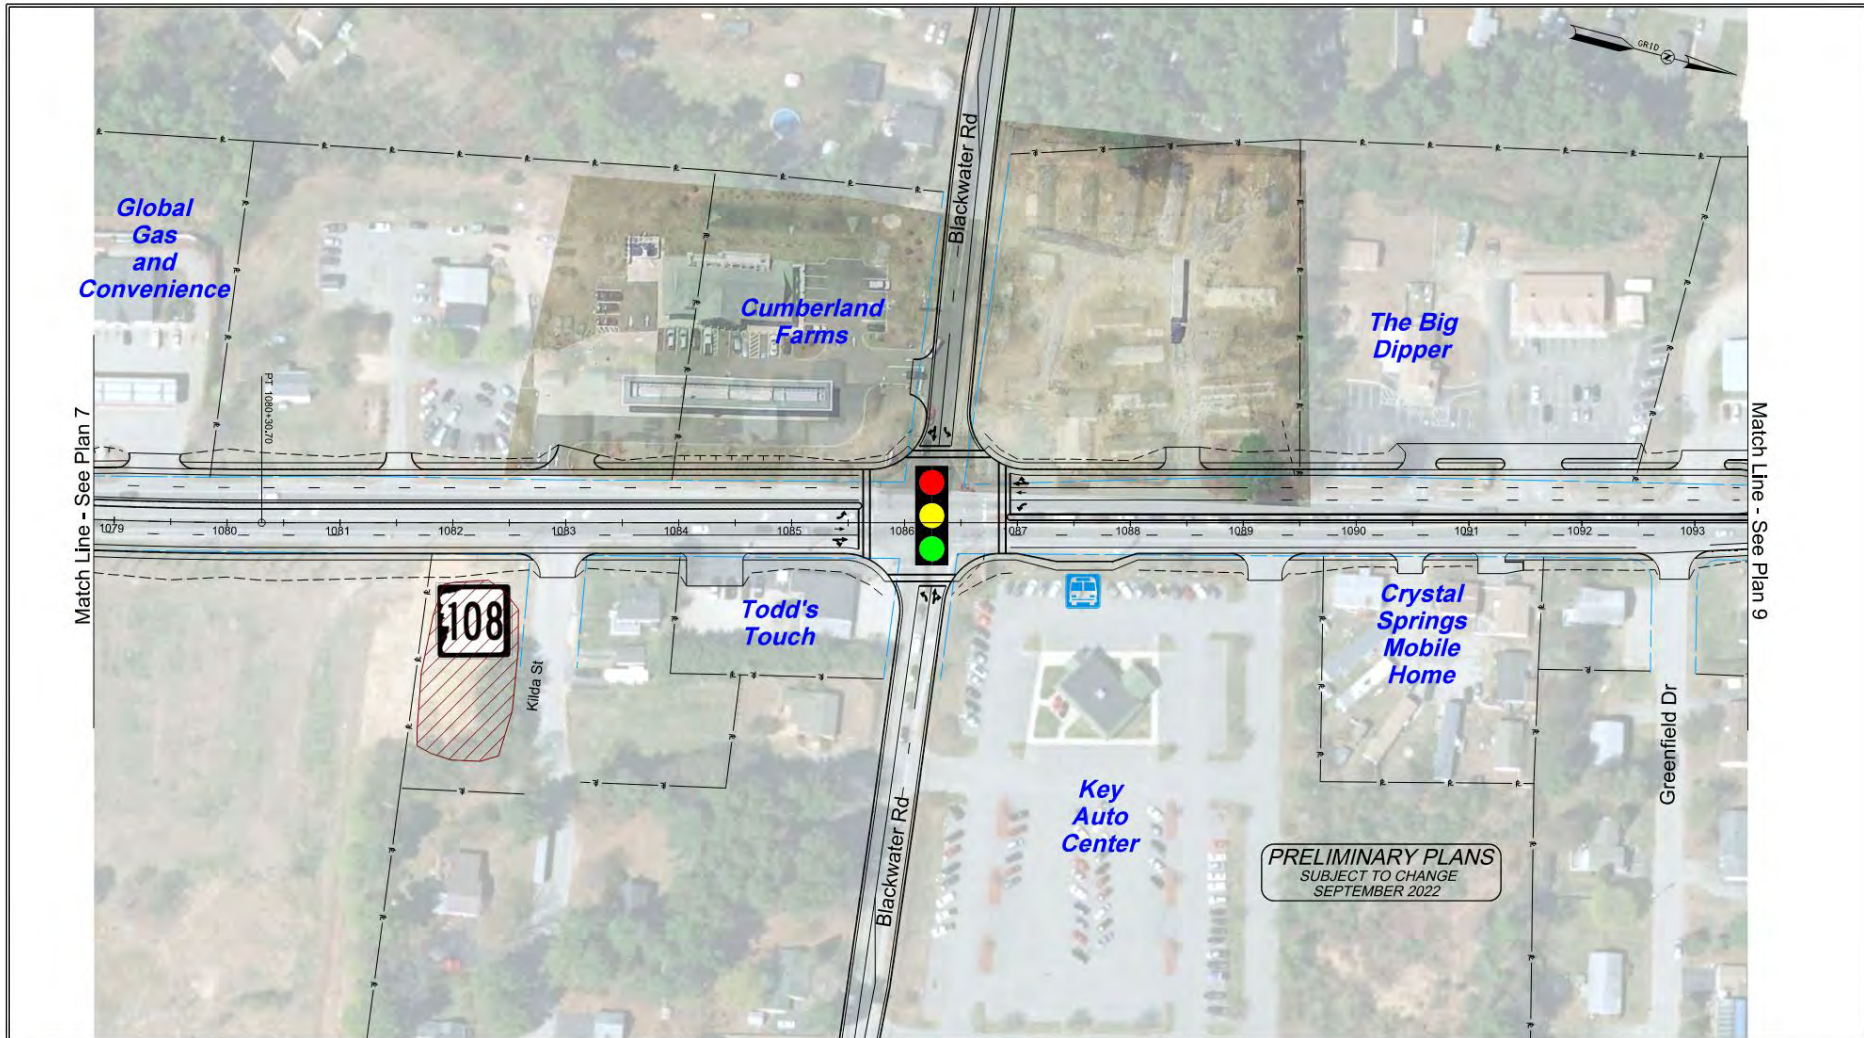 GRID
N
Blackwater Rd
Global
Gas
and
Convenience
Cumberland
Farms
The Big
Dipper
PT 1080+30.70
Match Line - See Plan 7
Match Line - See Plan 9
1079
1080
1081
1082
1083
1084
1085
1086
1087
1088
1089
1090
1091
1092
1093
108
Kilda St
Todd's
Touch
Crystal
Springs
Mobile
Home
Greenfield Dr
Key
Auto
Center
Blackwater Rd
PRELIMINARY PLANS
SUBJECT TO CHANGE
SEPTEMBER 2022